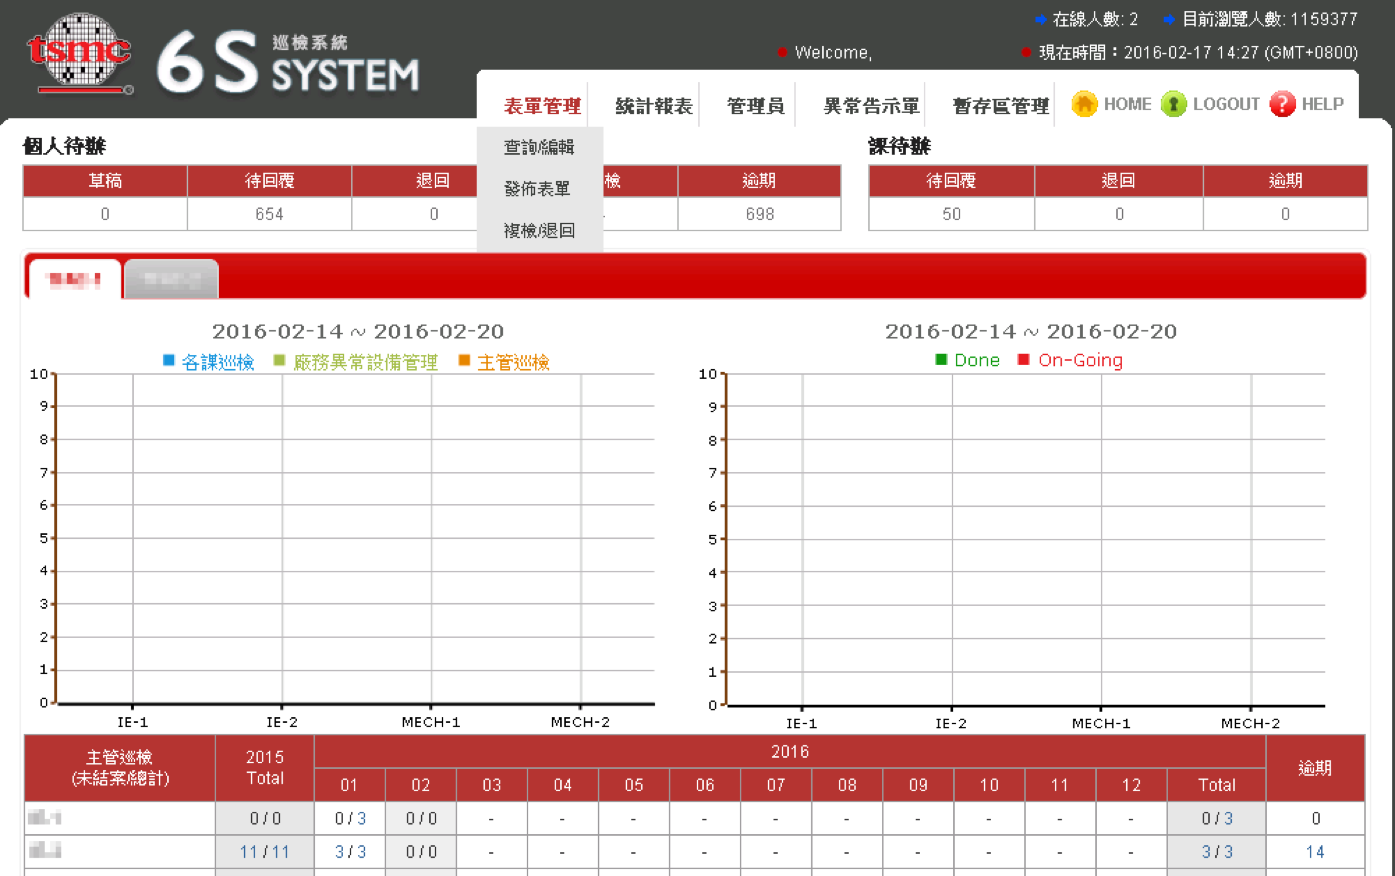 在線人數: 2 目前瀏覽人數: 1159377
tsmc
6S 巡檢系統
SYSTEM
Welcome, 現在時間：2016-02-17 14:27 (GMT+0800)
表單管理 統計報表 管理員 異常告示單 暫存區管理 HOME LOGOUT HELP
查詢/編輯
發佈表單
複檢/退回
個人待辦
草稿 待回覆 退回 檢 逾期
0 654 0 698
課待辦
待回覆 退回 逾期
50 0 0
2016-02-14 ~ 2016-02-20
各課巡檢 廠務異常設備管理 主管巡檢
10
9
8
7
6
5
4
3
2
1
0
IE-1 IE-2 MECH-1 MECH-2
2016-02-14 ~ 2016-02-20
Done On-Going
10
9
8
7
6
5
4
3
2
1
0
IE-1 IE-2 MECH-1 MECH-2
主管巡檢
(未結案/總計)
2015
Total
2016
逾期
01 02 03 04 05 06 07 08 09 10 11 12 Total
0 / 0 0 / 3 0 / 0 - - - - - - - - - - 0 / 3 0
11 / 11 3 / 3 0 / 0 - - - - - - - - - - 3 / 3 14